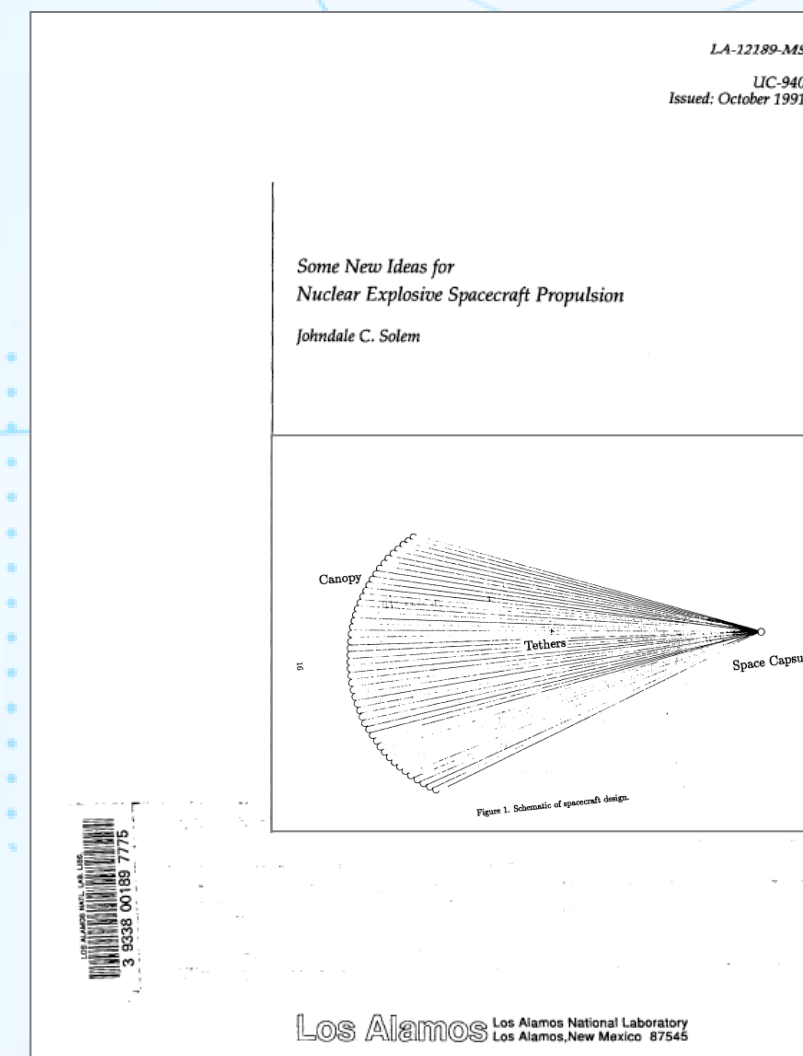 LA-12189-MS
UC-940
Issued: October 1991
Some New Ideas for
Nuclear Explosive Spacecraft Propulsion
Johndale C. Solem
Canopy
Tethers
Space Capsu
16
Figure 1. Schematic of spacecraft design.
LOS ALAMOS NATL. LAB. LIBS.
3 9338 00189 7775
Los Alamos
Los Alamos National Laboratory
Los Alamos,New Mexico 87545